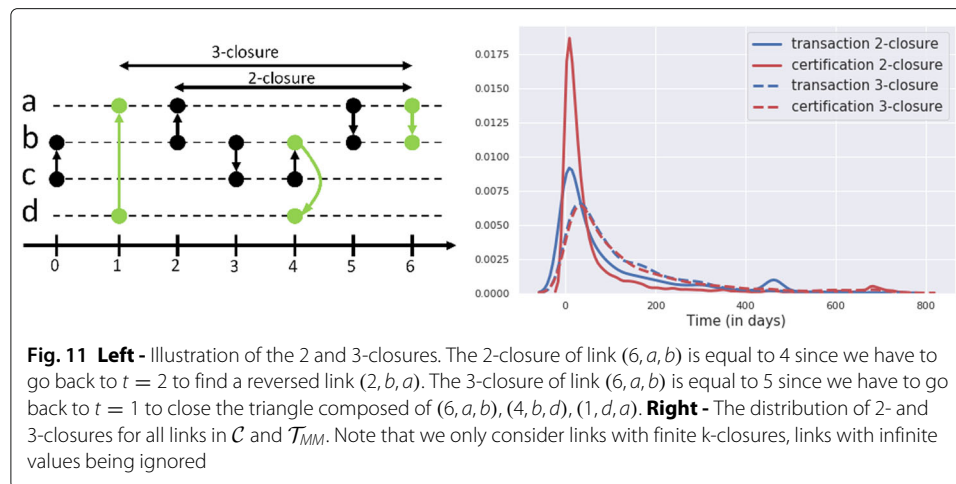 3-closure
2-closure
a
b
c
d
0 1 2 3 4 5 6
0.0175
0.0150
0.0125
0.0100
0.0075
0.0050
0.0025
0.0000
transaction 2-closure
certification 2-closure
transaction 3-closure
certification 3-closure
0 200 400 600 800
Time (in days)
Fig. 11 Left - Illustration of the 2 and 3-closures. The 2-closure of link (6, a, b) is equal to 4 since we have to
go back to t = 2 to find a reversed link (2, b, a). The 3-closure of link (6, a, b) is equal to 5 since we have to go
back to t = 1 to close the triangle composed of (6, a, b), (4, b, d), (1, d, a). Right - The distribution of 2- and
3-closures for all links in 𝒞 and 𝒯MM. Note that we only consider links with finite k-closures, links with infinite
values being ignored